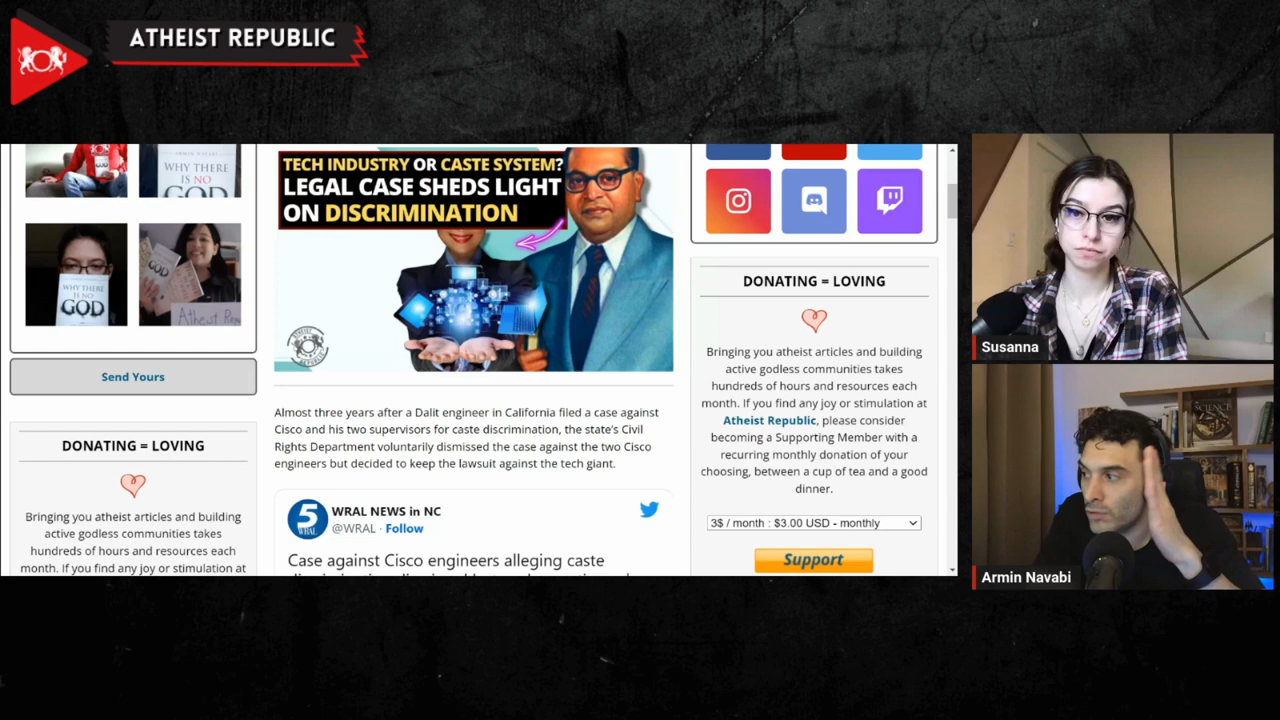 ATHEIST REPUBLIC
WHY THERE
IS NO
GOD
WHY THERE
IS NO
GOD
GOD
Send Yours
DONATING = LOVING
Bringing you atheist articles and building
active godless communities takes
hundreds of hours and resources each
month. If you find any joy or stimulation at
TECH INDUSTRY OR CASTE SYSTEM?
LEGAL CASE SHEDS LIGHT
ON DISCRIMINATION
Almost three years after a Dalit engineer in California filed a case against
Cisco and his two supervisors for caste discrimination, the state's Civil
Rights Department voluntarily dismissed the case against the two Cisco
engineers but decided to keep the lawsuit against the tech giant.
5
WRAL
WRAL NEWS in NC
@WRAL · Follow
Case against Cisco engineers alleging caste
DONATING = LOVING
Bringing you atheist articles and building
active godless communities takes
hundreds of hours and resources each
month. If you find any joy or stimulation at
Atheist Republic, please consider
becoming a Supporting Member with a
recurring monthly donation of your
choosing, between a cup of tea and a good
dinner.
3$ / month : $3.00 USD - monthly
Support
Susanna
SCIENCE
Armin Navabi